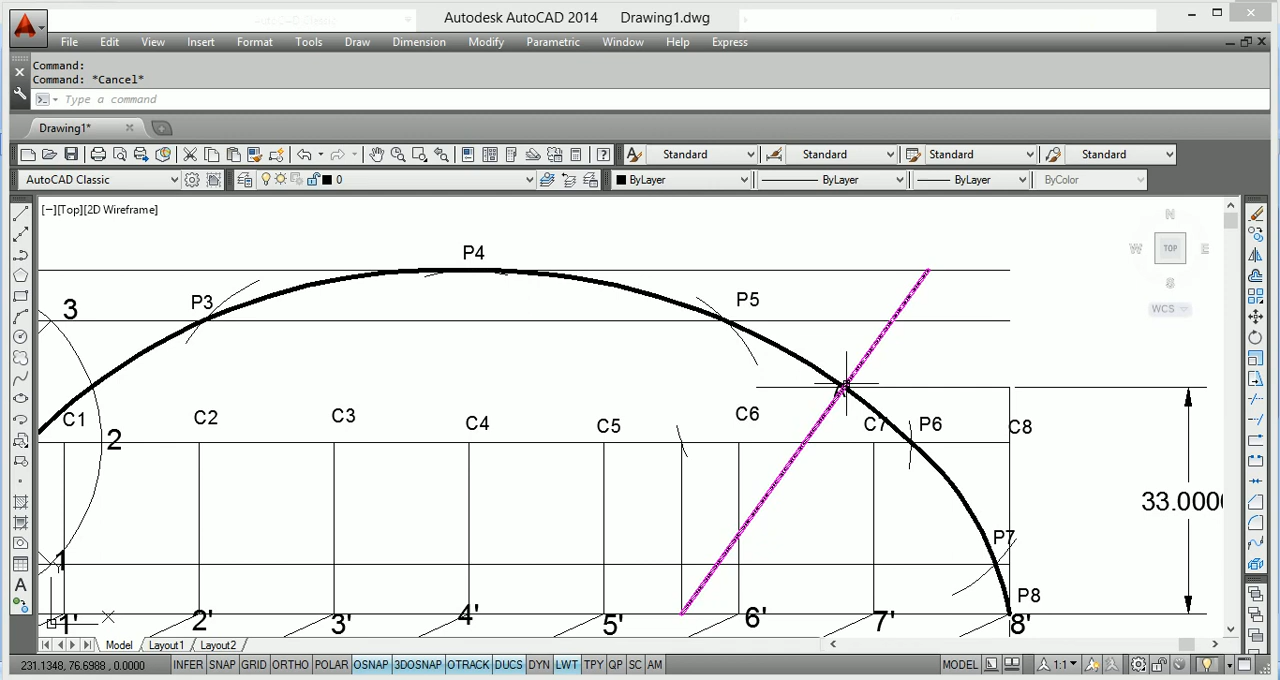 Autodesk AutoCAD 2014 Drawing1.dwg
File Edit View Insert Format Tools Draw Dimension Modify Parametric Window Help Express
Command:
Command: *Cancel*
Type a command
Drawing1*
Standard Standard Standard Standard
AutoCAD Classic 0 ByLayer ByLayer ByLayer ByColor
[−][Top][2D Wireframe]
N
W TOP E
S
WCS
P4
P3 P5
3
C1 C2 C3 C4 C5 C6 C7 P6 C8
2
33.0000
P7
1
P8
1' 2' 3' 4' 5' 6' 7' 8'
Model Layout1 Layout2
231.1348, 76.6988, 0.0000 INFER SNAP GRID ORTHO POLAR OSNAP 3DOSNAP OTRACK DUCS DYN LWT TPY QP SC AM MODEL 1:1